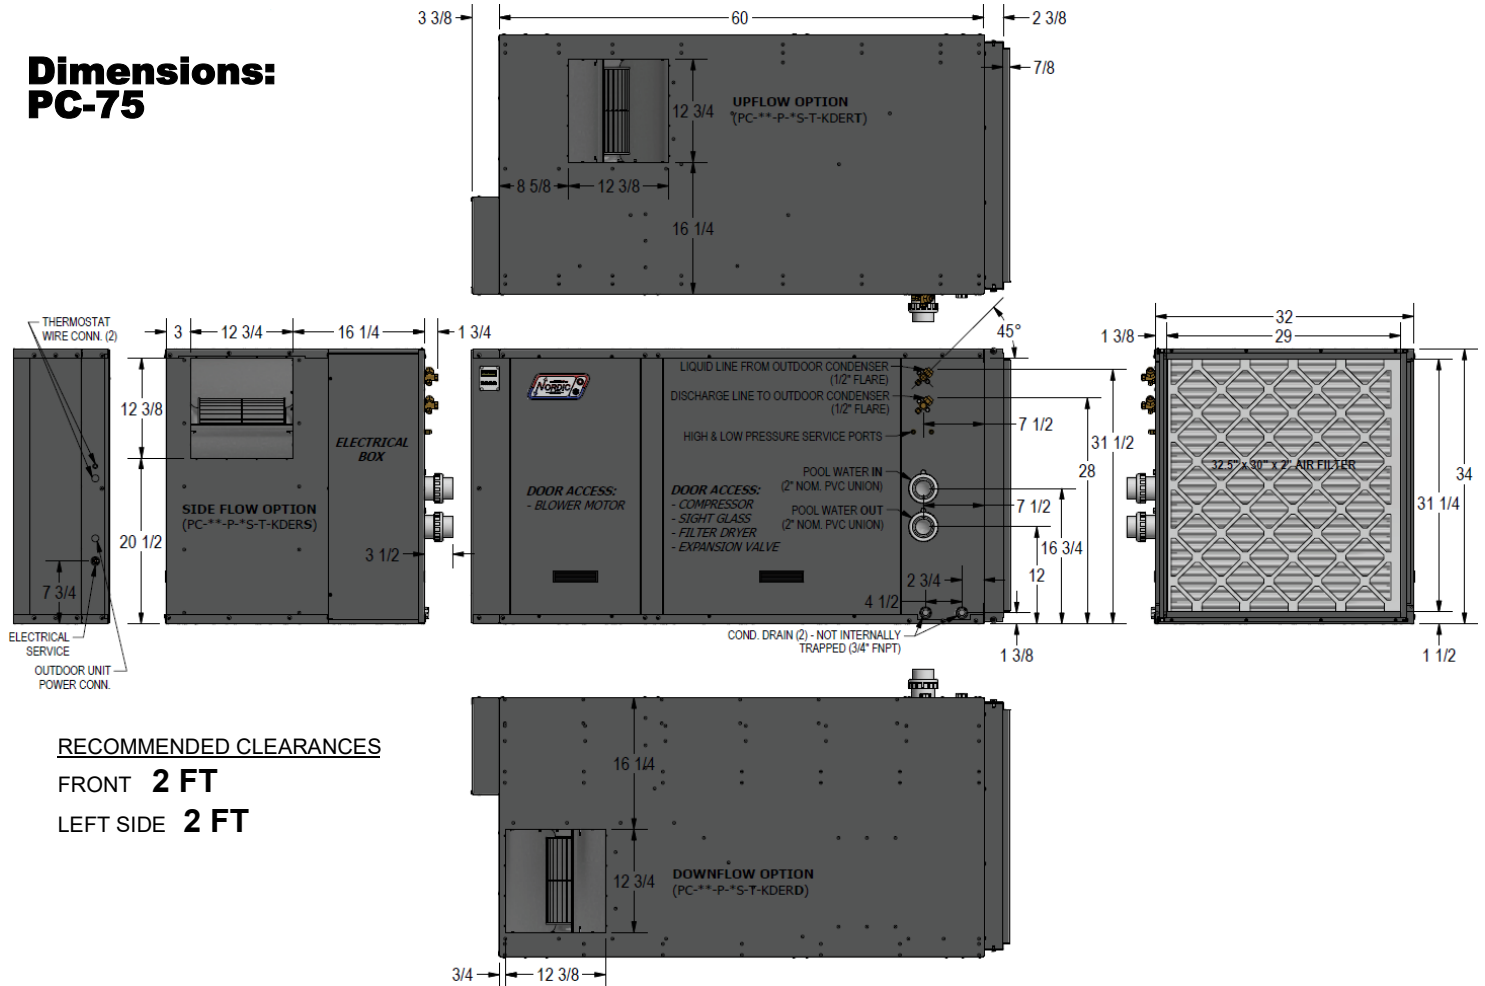 Dimensions:
PC-75
3 3/8
60
2 3/8
7/8
12 3/4
UPFLOW OPTION
(PC-**-P-*S-T-KDERT)
8 5/8
12 3/8
16 1/4
THERMOSTAT
WIRE CONN. (2)
7 3/4
ELECTRICAL
SERVICE
OUTDOOR UNIT
POWER CONN.
3
12 3/4
16 1/4
1 3/4
12 3/8
ELECTRICAL
BOX
SIDE FLOW OPTION
(PC-**-P-*S-T-KDERS)
20 1/2
3 1/2
NORDIC
45°
LIQUID LINE FROM OUTDOOR CONDENSER
(1/2" FLARE)
DISCHARGE LINE TO OUTDOOR CONDENSER
(1/2" FLARE)
7 1/2
HIGH & LOW PRESSURE SERVICE PORTS
31 1/2
28
POOL WATER IN
(2" NOM. PVC UNION)
DOOR ACCESS:
- BLOWER MOTOR
DOOR ACCESS:
- COMPRESSOR
- SIGHT GLASS
- FILTER DRYER
- EXPANSION VALVE
POOL WATER OUT
(2" NOM. PVC UNION)
7 1/2
16 3/4
12
2 3/4
4 1/2
COND. DRAIN (2) - NOT INTERNALLY
TRAPPED (3/4" FNPT)
1 3/8
32
1 3/8
29
32.5" x 30" x 2" AIR FILTER
34
31 1/4
1 1/2
RECOMMENDED CLEARANCES
FRONT 2 FT
LEFT SIDE 2 FT
16 1/4
12 3/4
DOWNFLOW OPTION
(PC-**-P-*S-T-KDERD)
3/4
12 3/8